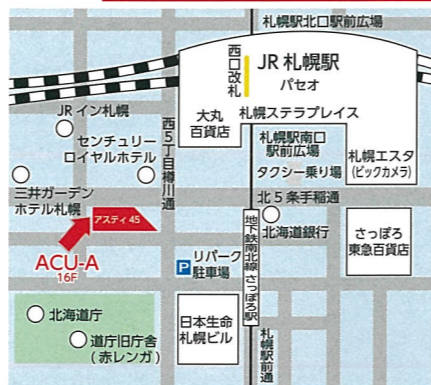 札幌駅北口駅前広場
JR 札幌駅
パセオ
西口改札
JR イン札幌
大丸
百貨店
札幌ステラプレイス
センチュリー
ロイヤルホテル
西5丁目樽川通
札幌駅南口
駅前広場
タクシー乗り場
札幌エスタ
(ビックカメラ)
三井ガーデン
ホテル札幌
アスティ45
北5条手稲通
北海道銀行
ACU-A
16F
地下鉄南北線 さっぽろ駅
さっぽろ
東急百貨店
P リパーク
駐車場
北海道庁
道庁旧庁舎
(赤レンガ)
日本生命
札幌ビル
札幌駅前通